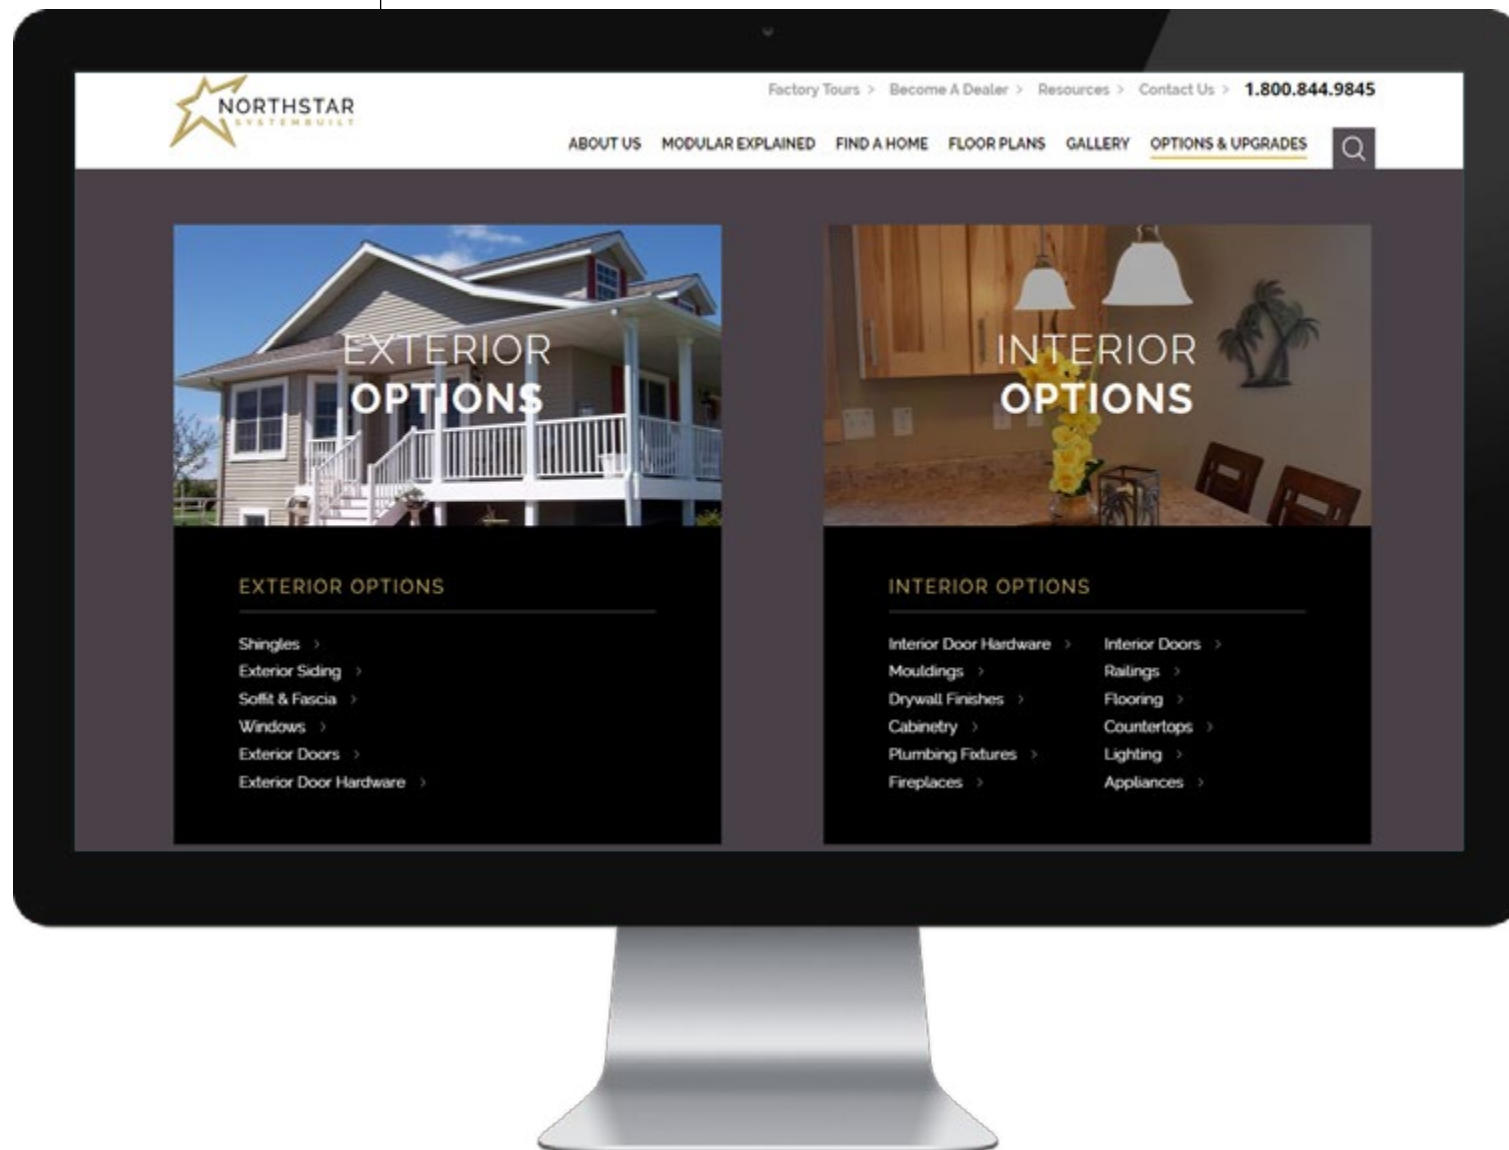 NORTHSTAR
SYSTEMBUILT
Factory Tours > Become A Dealer > Resources > Contact Us > 1.800.844.9845
ABOUT US MODULAR EXPLAINED FIND A HOME FLOOR PLANS GALLERY OPTIONS & UPGRADES
EXTERIOR
OPTIONS
INTERIOR
OPTIONS
EXTERIOR OPTIONS
Shingles >
Exterior Siding >
Soffit & Fascia >
Windows >
Exterior Doors >
Exterior Door Hardware >
INTERIOR OPTIONS
Interior Door Hardware >
Mouldings >
Drywall Finishes >
Cabinetry >
Plumbing Fixtures >
Fireplaces >
Interior Doors >
Railings >
Flooring >
Countertops >
Lighting >
Appliances >